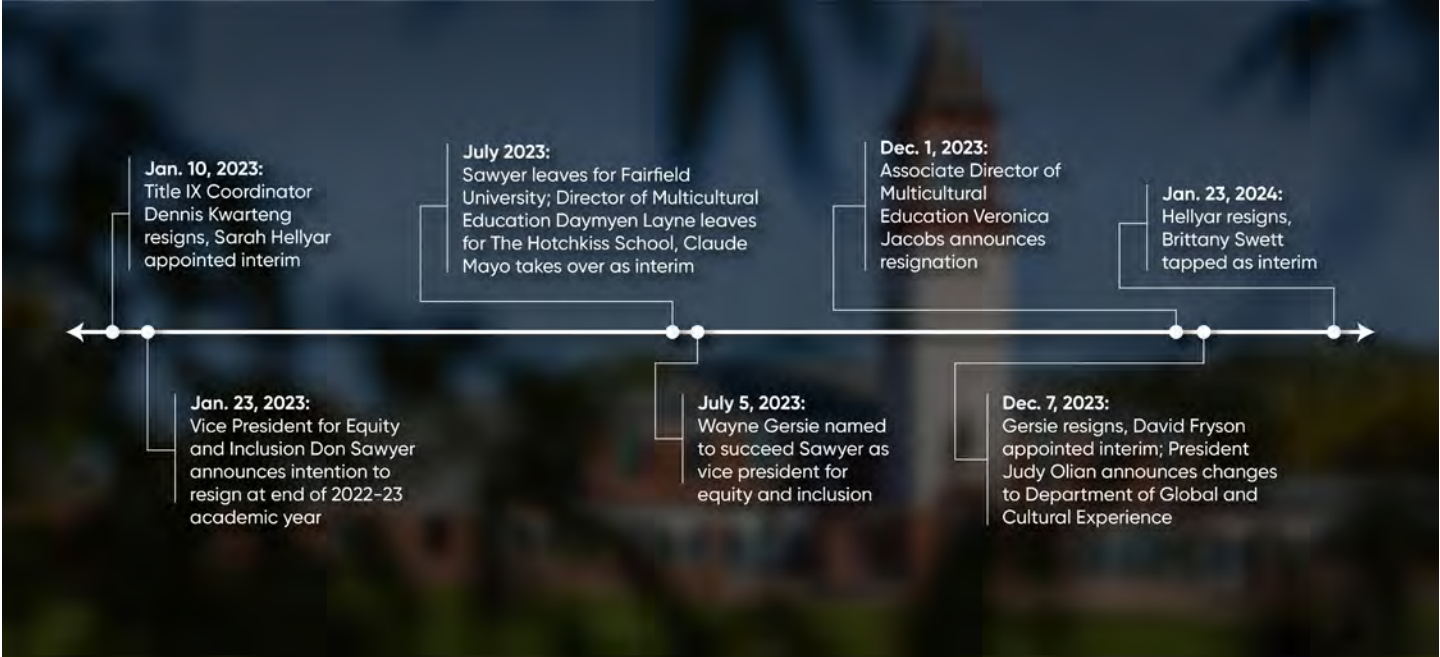 Jan. 10, 2023:
Title IX Coordinator
Dennis Kwarteng
resigns, Sarah Hellyar
appointed interim
Jan. 23, 2023:
Vice President for Equity
and Inclusion Don Sawyer
announces intention to
resign at end of 2022-23
academic year
July 2023:
Sawyer leaves for Fairfield
University; Director of Multicultural
Education Daymyen Layne leaves
for The Hotchkiss School, Claude
Mayo takes over as interim
July 5, 2023:
Wayne Gersie named
to succeed Sawyer as
vice president for
equity and inclusion
Dec. 1, 2023:
Associate Director of
Multicultural
Education Veronica
Jacobs announces
resignation
Dec. 7, 2023:
Gersie resigns, David Fryson
appointed interim; President
Judy Olian announces changes
to Department of Global and
Cultural Experience
Jan. 23, 2024:
Hellyar resigns,
Brittany Swett
tapped as interim